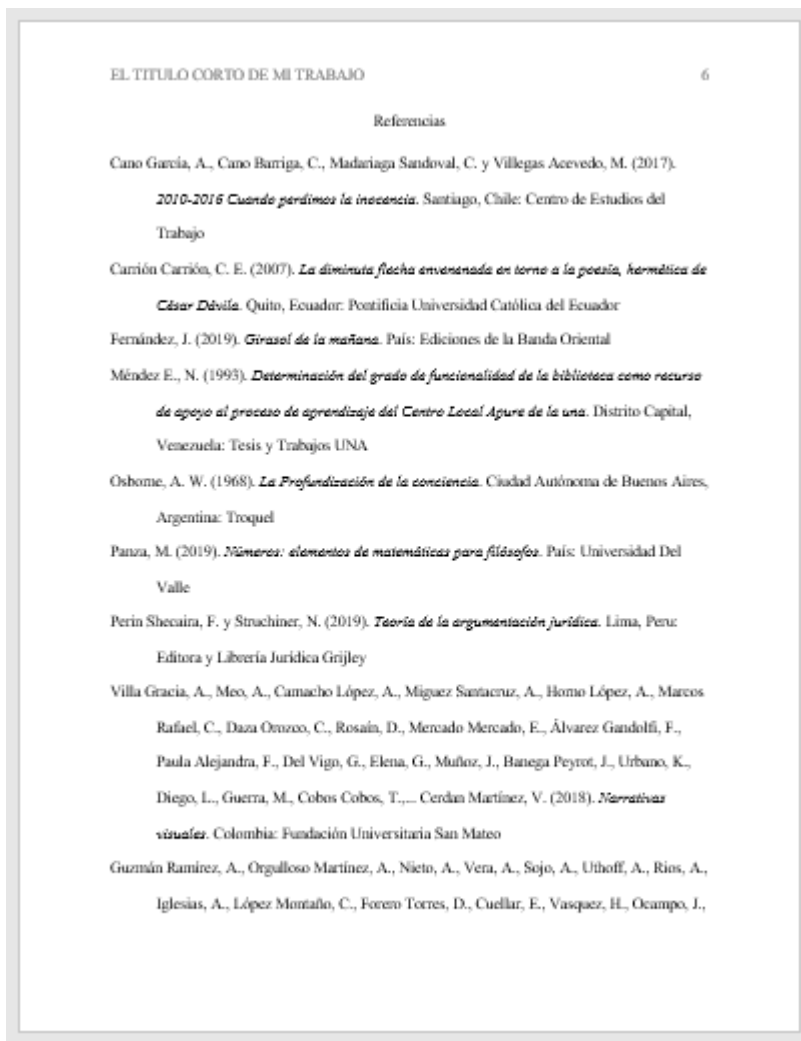 EL TITULO CORTO DE MI TRABAJO 6
Referencias
Cano García, A., Cano Barriga, C., Madariaga Sandoval, C. y Villegas Acevedo, M. (2017).
2010-2016 Cuando perdimos la inocencia. Santiago, Chile: Centro de Estudios del
Trabajo
Carrión Carrión, C. E. (2007). La diminuta flecha envenenada en torno a la poesía, hermética de
César Dávila. Quito, Ecuador: Pontificia Universidad Católica del Ecuador
Fernández, J. (2019). Girasol de la mañana. País: Ediciones de la Banda Oriental
Méndez E., N. (1993). Determinación del grado de funcionalidad de la biblioteca como recurso
de apoyo al proceso de aprendizaje del Centro Local Apure de la una. Distrito Capital,
Venezuela: Tesis y Trabajos UNA
Osborne, A. W. (1968). La Profundización de la conciencia. Ciudad Autónoma de Buenos Aires,
Argentina: Troquel
Panza, M. (2019). Números: elementos de matemáticas para filósofos. País: Universidad Del
Valle
Perin Shecaira, F. y Struchiner, N. (2019). Teoría de la argumentación jurídica. Lima, Peru:
Editora y Librería Jurídica Grijley
Villa Gracia, A., Meo, A., Camacho López, A., Miguez Santacruz, A., Homo López, A., Marcos
Rafael, C., Daza Orozco, C., Rosaín, D., Mercado Mercado, E., Álvarez Gandolfi, F.,
Paula Alejandra, F., Del Vigo, G., Elena, G., Muñoz, J., Banega Peyrot, J., Urbano, K.,
Diego, L., Guerra, M., Cobos Cobos, T.,... Cerdan Martínez, V. (2018). Narrativas
visuales. Colombia: Fundación Universitaria San Mateo
Guzmán Ramírez, A., Orgulloso Martínez, A., Nieto, A., Vera, A., Sojo, A., Uthoff, A., Rios, A.,
Iglesias, A., López Montaño, C., Forero Torres, D., Cuellar, E., Vasquez, H., Ocampo, J.,